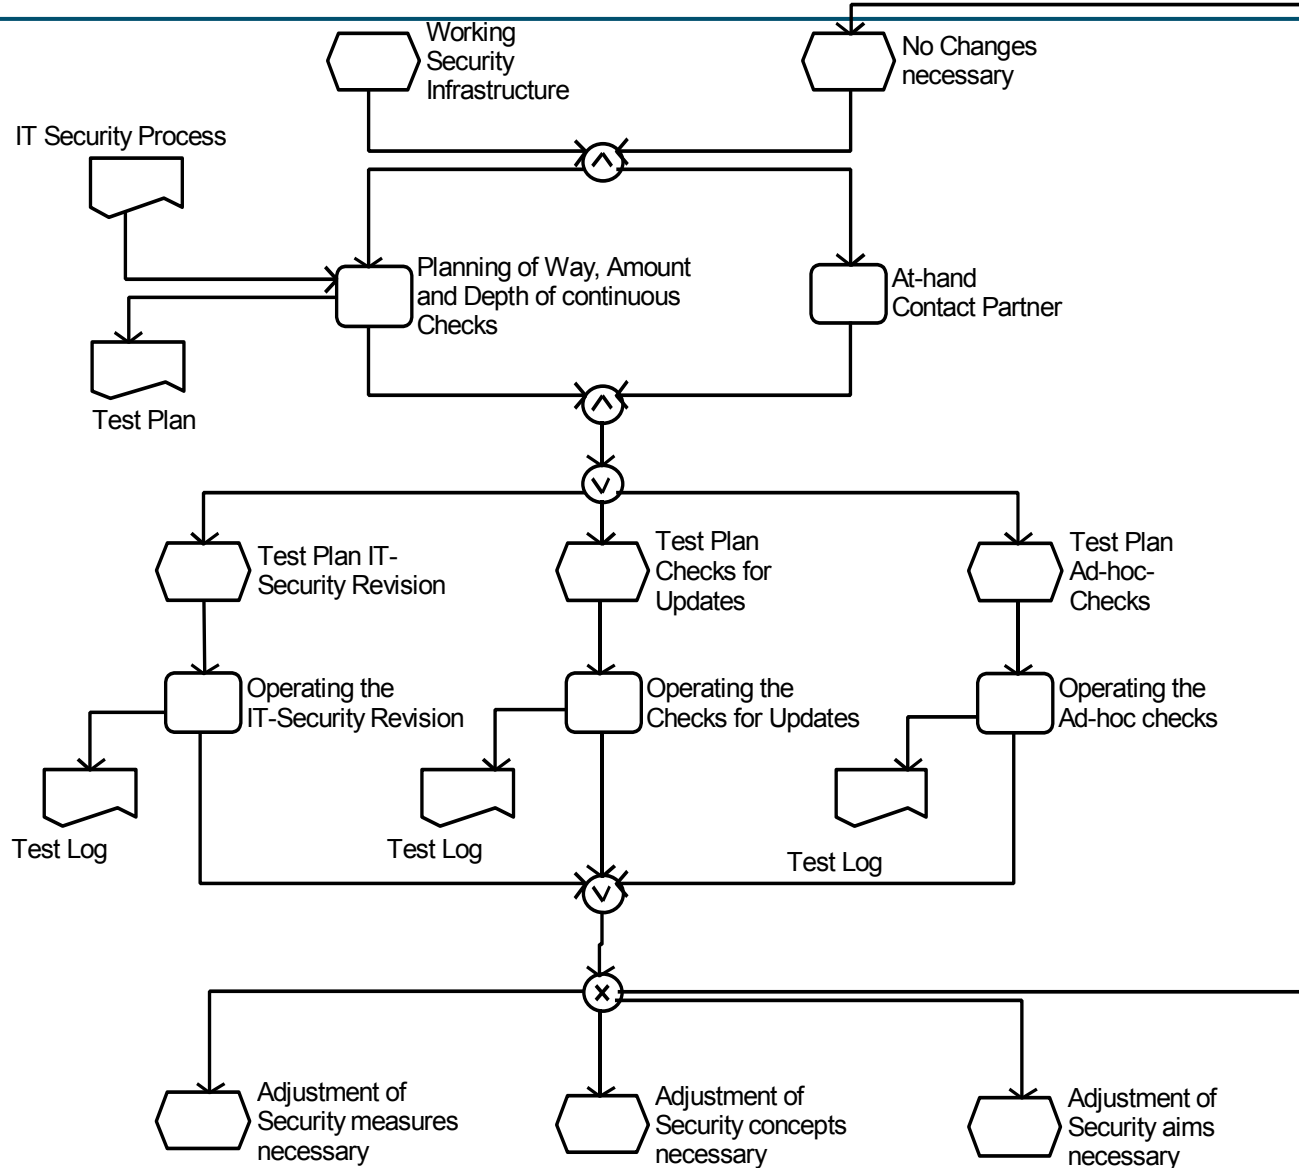 Working
Security
Infrastructure
No Changes
necessary
IT Security Process
Planning of Way, Amount
and Depth of continuous
Checks
At-hand
Contact Partner
Test Plan
Test Plan IT-
Security Revision
Test Plan
Checks for
Updates
Test Plan
Ad-hoc-
Checks
Operating the
IT-Security Revision
Operating the
Checks for Updates
Operating the
Ad-hoc checks
Test Log
Test Log
Test Log
Adjustment of
Security measures
necessary
Adjustment of
Security concepts
necessary
Adjustment of
Security aims
necessary